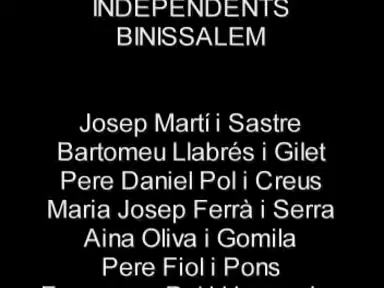 INDEPENDENTS
BINISSALEM
Josep Martí i Sastre
Bartomeu Llabrés i Gilet
Pere Daniel Pol i Creus
Maria Josep Ferrà i Serra
Aina Oliva i Gomila
Pere Fiol i Pons